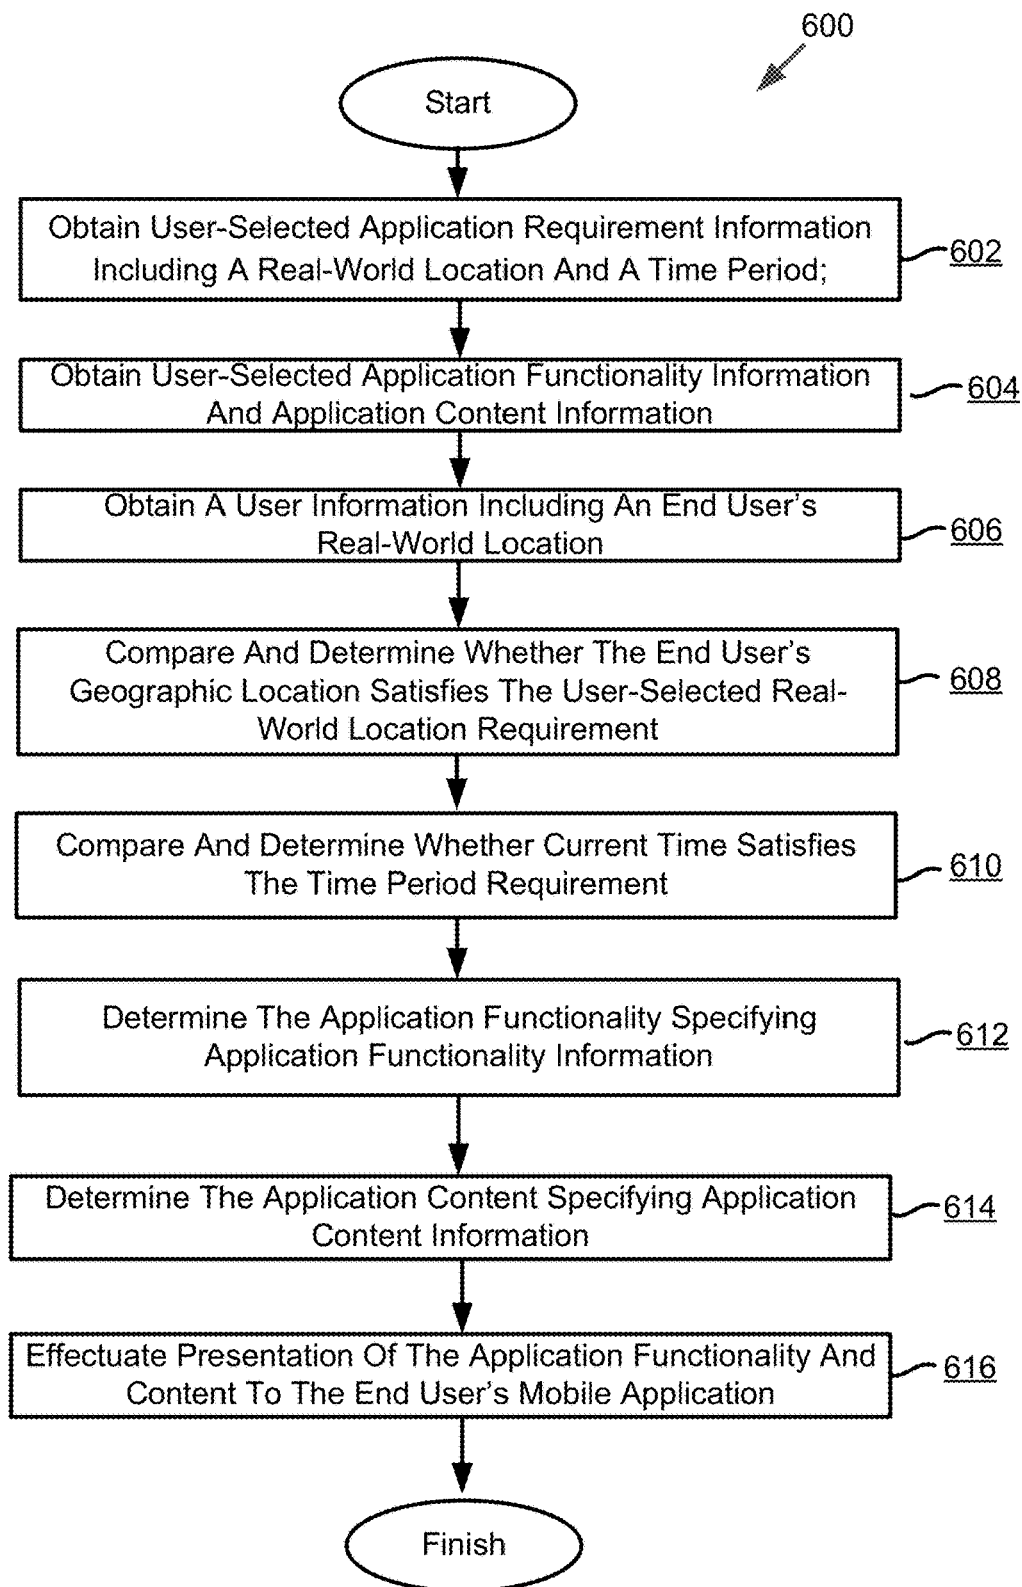 600
Start
Obtain User-Selected Application Requirement Information
Including A Real-World Location And A Time Period;
602
Obtain User-Selected Application Functionality Information
And Application Content Information
604
Obtain A User Information Including An End User's
Real-World Location
606
Compare And Determine Whether The End User's
Geographic Location Satisfies The User-Selected Real-
World Location Requirement
608
Compare And Determine Whether Current Time Satisfies
The Time Period Requirement
610
Determine The Application Functionality Specifying
Application Functionality Information
612
Determine The Application Content Specifying Application
Content Information
614
Effectuate Presentation Of The Application Functionality And
Content To The End User's Mobile Application
616
Finish